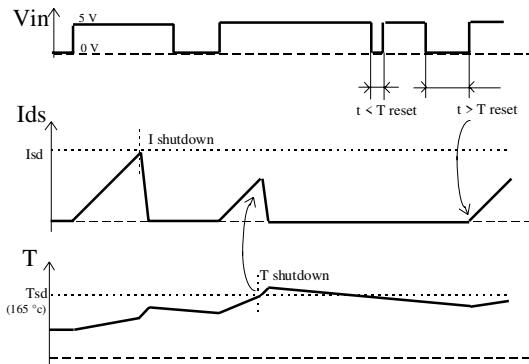 Vin
5 V
0 V
t < T reset
t > T reset
Ids
I shutdown
Isd
T
T shutdown
Tsd
(165 °c)